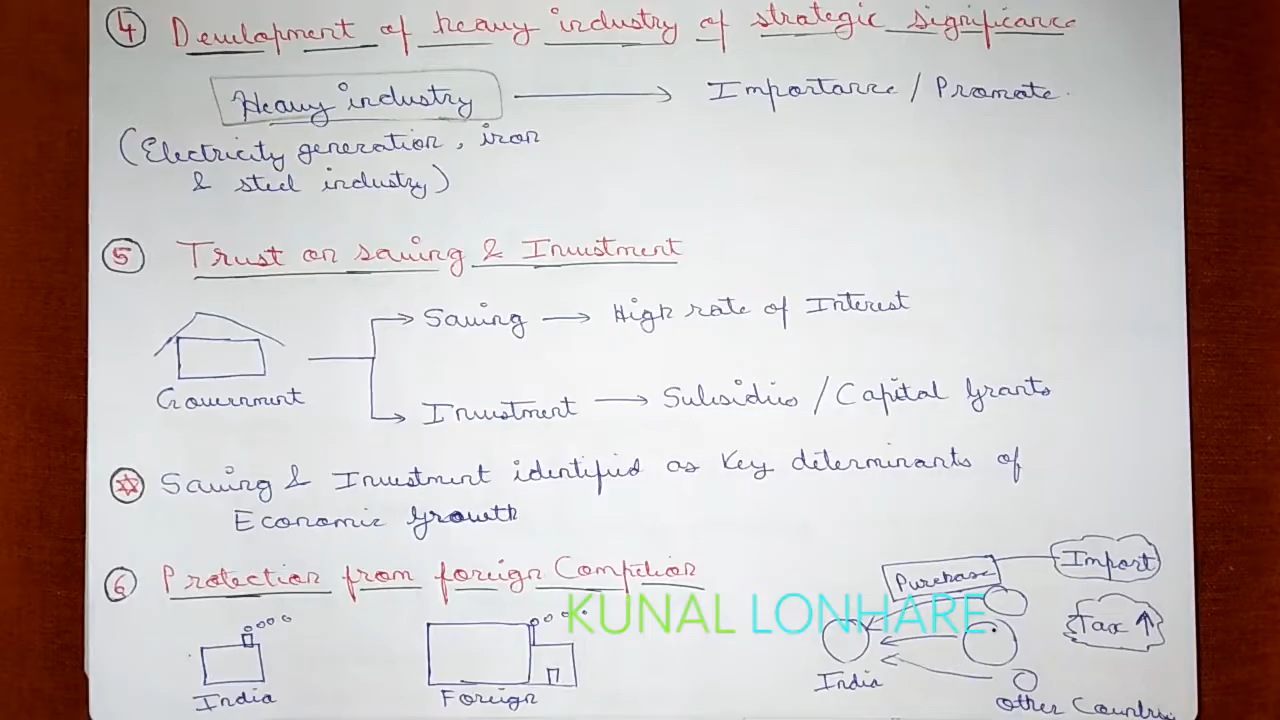 ④ Development of heavy industry of strategic significance
Heavy industry → Importance / Promote.
(Electricity generation, iron
& steel industry)
⑤ Trust on saving & Investment
Saving → High rate of Interest
Government
Investment → Subsidies / Capital Grants
Saving & Investment identified as key determinants of
Economic Growth
⑥ Protection from foreign Compition
Purchase Import
KUNAL LONHARE
Tax ↑
India Foreign India
Other Country